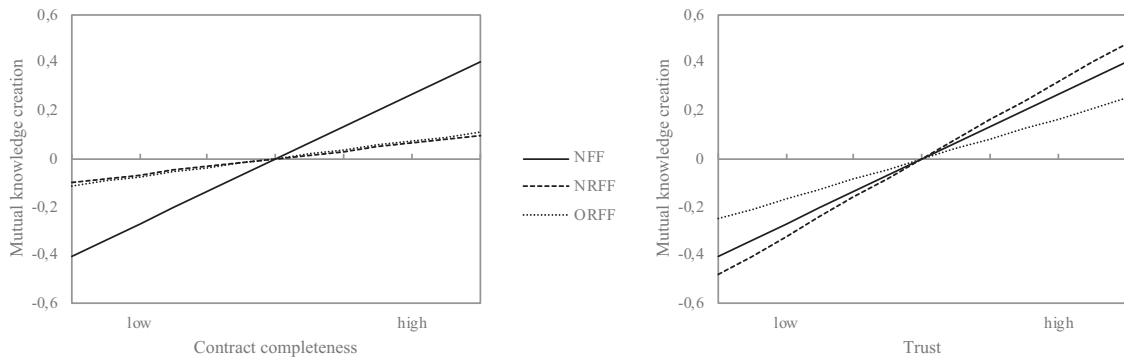 0,6
0,4
0,2
0
-0,2
-0,4
-0,6
Mutual knowledge creation
low
high
Contract completeness
NFF
NRFF
ORFF
0,6
0,4
0,2
0
-0,2
-0,4
-0,6
Mutual knowledge creation
low
high
Trust